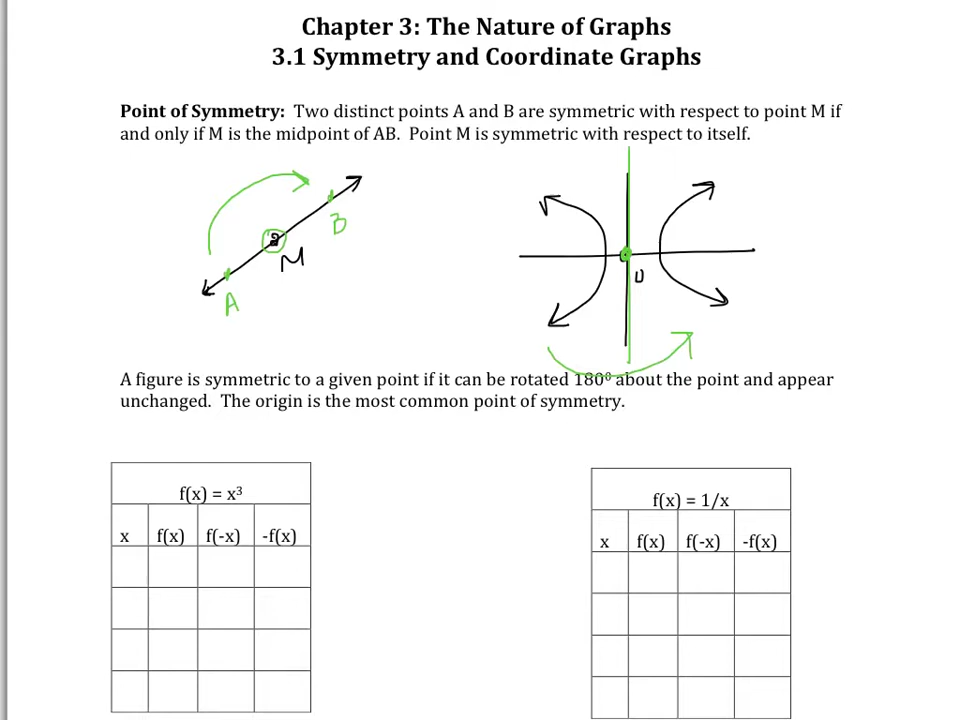 Chapter 3: The Nature of Graphs
3.1 Symmetry and Coordinate Graphs
Point of Symmetry: Two distinct points A and B are symmetric with respect to point M if
and only if M is the midpoint of AB. Point M is symmetric with respect to itself.
B
M
A
A figure is symmetric to a given point if it can be rotated 180⁰ about the point and appear
unchanged. The origin is the most common point of symmetry.
f(x) = x³
x f(x) f(-x) -f(x)
f(x) = 1/x
x f(x) f(-x) -f(x)